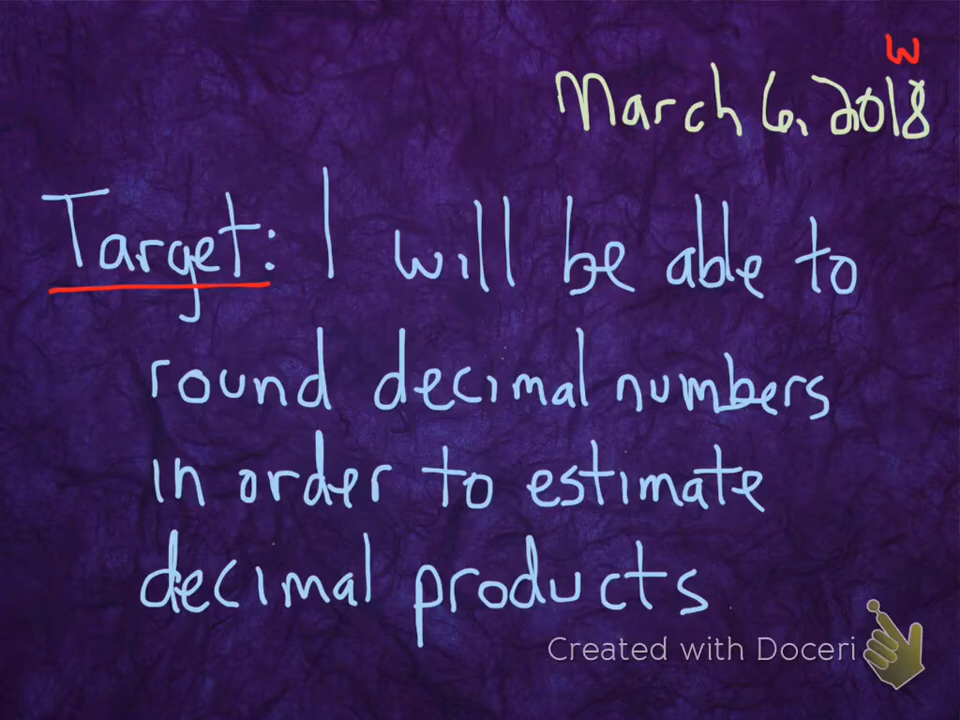 W
March 6, 2018
Target: I will be able to
round decimal numbers
in order to estimate
decimal products
Created with Doceri